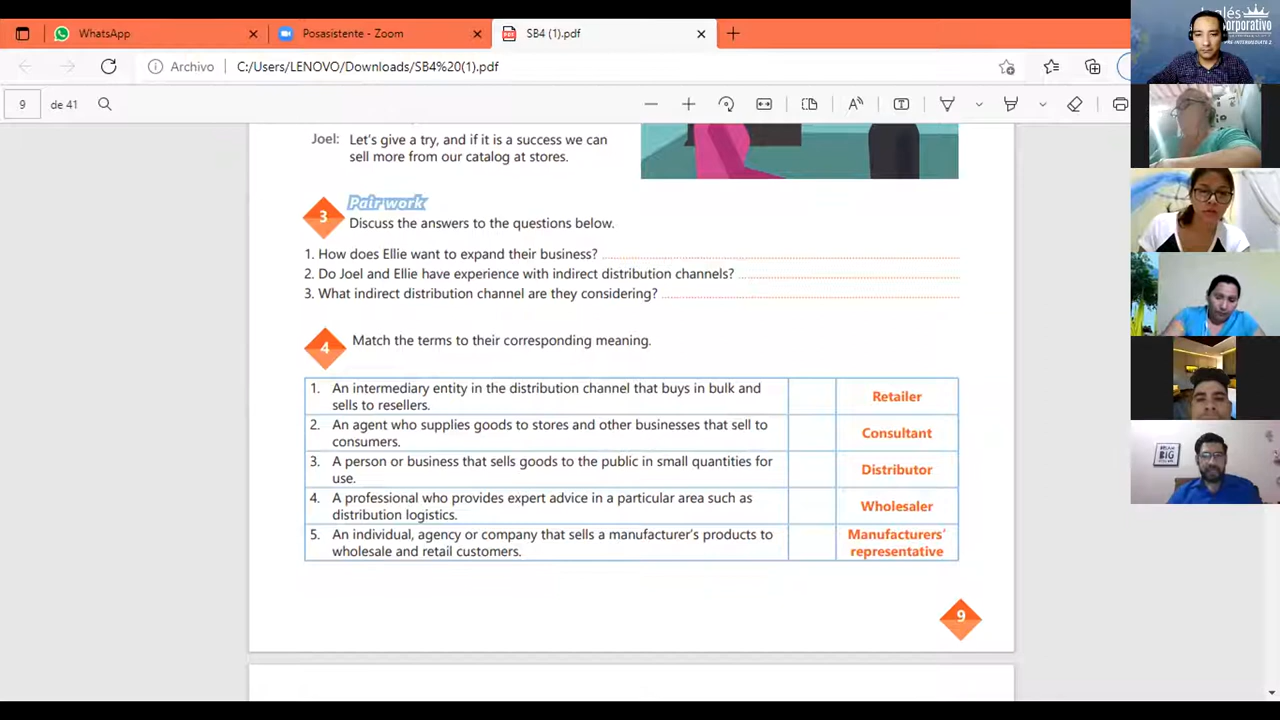 WhatsApp
Posasistente - Zoom
SB4 (1).pdf
Archivo
C:/Users/LENOVO/Downloads/SB4%20(1).pdf
9
de 41
Joel: Let's give a try, and if it is a success we can
sell more from our catalog at stores.
3
Pair work
Discuss the answers to the questions below.
1. How does Ellie want to expand their business?
2. Do Joel and Ellie have experience with indirect distribution channels?
3. What indirect distribution channel are they considering?
4
Match the terms to their corresponding meaning.
1. An intermediary entity in the distribution channel that buys in bulk and
sells to resellers.
Retailer
2. An agent who supplies goods to stores and other businesses that sell to
consumers.
Consultant
3. A person or business that sells goods to the public in small quantities for
use.
Distributor
4. A professional who provides expert advice in a particular area such as
distribution logistics.
Wholesaler
5. An individual, agency or company that sells a manufacturer's products to
wholesale and retail customers.
Manufacturers'
representative
9
BIG